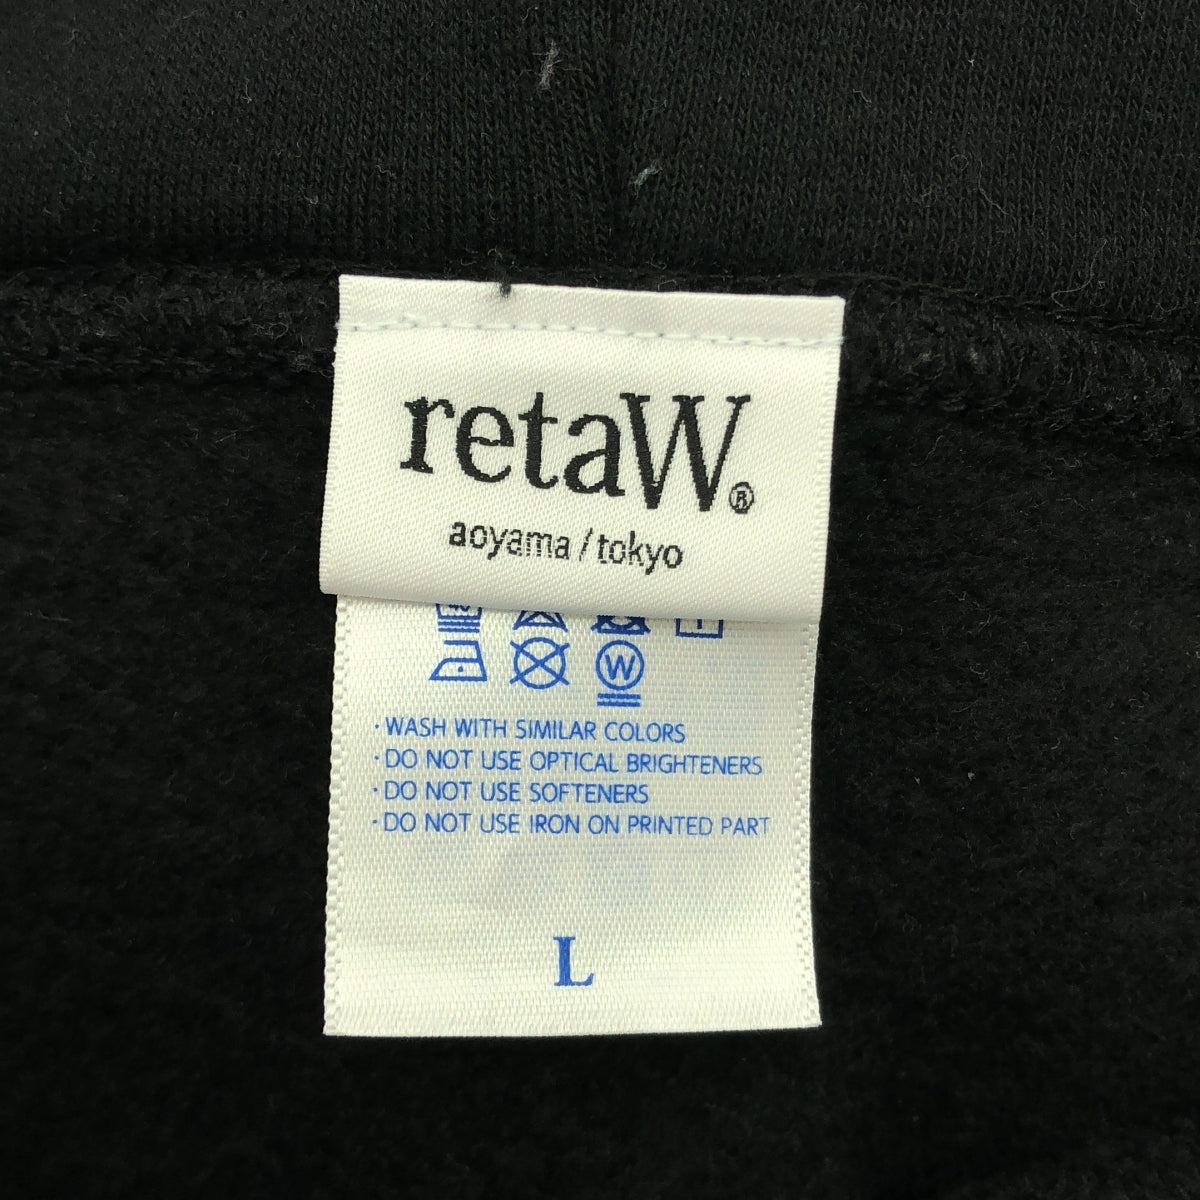 retaW®
aoyama / tokyo
W
· WASH WITH SIMILAR COLORS
· DO NOT USE OPTICAL BRIGHTENERS
· DO NOT USE SOFTENERS
· DO NOT USE IRON ON PRINTED PART
L